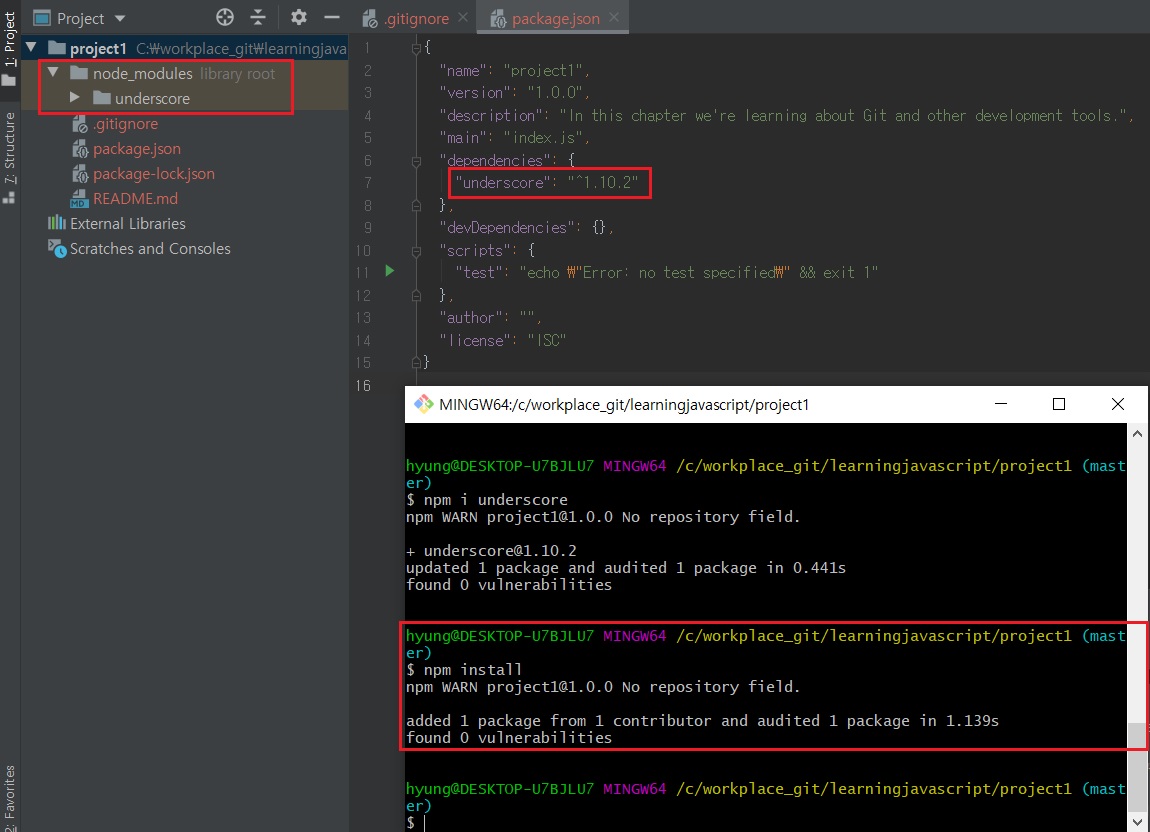 Project
.gitignore
package.json
1: Project
7: Structure
2: Favorites
project1 C:₩workplace_git₩learningjava
node_modules library root
underscore
.gitignore
package.json
package-lock.json
README.md
External Libraries
Scratches and Consoles
1 {
2 "name": "project1",
3 "version": "1.0.0",
4 "description": "In this chapter we're learning about Git and other development tools.",
5 "main": "index.js",
6 "dependencies": {
7 "underscore": "^1.10.2"
8 },
9 "devDependencies": {},
10 "scripts": {
11 "test": "echo ₩"Error: no test specified₩" && exit 1"
12 },
13 "author": "",
14 "license": "ISC"
15 }
16
MINGW64:/c/workplace_git/learningjavascript/project1
hyung@DESKTOP-U7BJLU7 MINGW64 /c/workplace_git/learningjavascript/project1 (mast
er)
$ npm i underscore
npm WARN project1@1.0.0 No repository field.
+ underscore@1.10.2
updated 1 package and audited 1 package in 0.441s
found 0 vulnerabilities
hyung@DESKTOP-U7BJLU7 MINGW64 /c/workplace_git/learningjavascript/project1 (mast
er)
$ npm install
npm WARN project1@1.0.0 No repository field.
added 1 package from 1 contributor and audited 1 package in 1.139s
found 0 vulnerabilities
hyung@DESKTOP-U7BJLU7 MINGW64 /c/workplace_git/learningjavascript/project1 (mast
er)
$